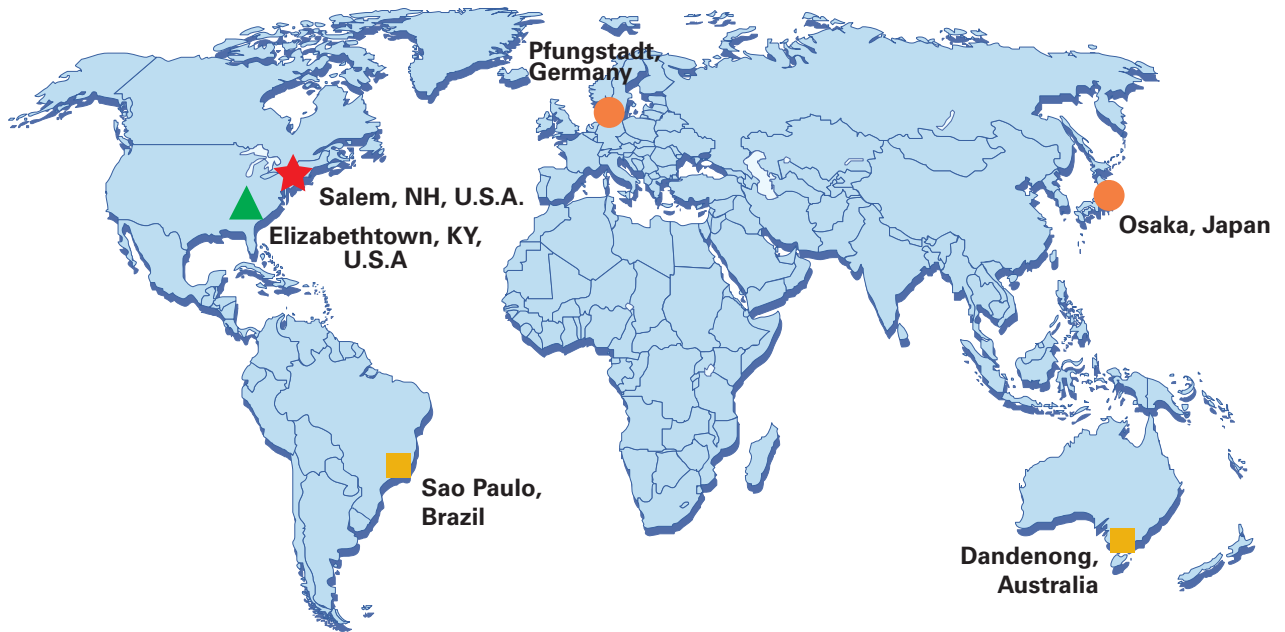 Pfungstadt,
Germany
Salem, NH, U.S.A.
Osaka, Japan
Elizabethtown, KY,
U.S.A
Sao Paulo,
Brazil
Dandenong,
Australia